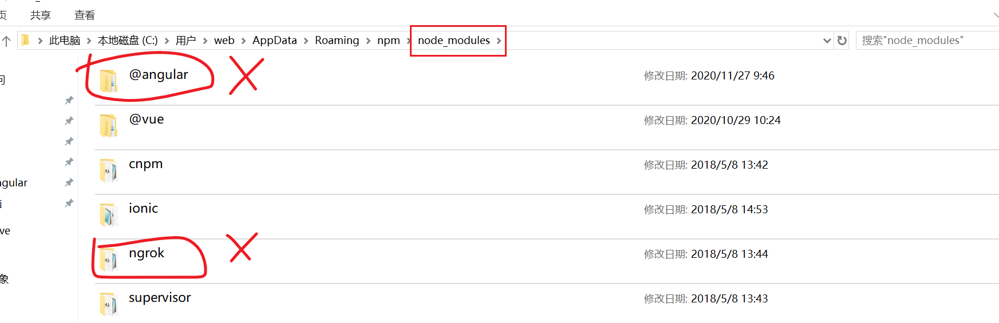 页 共享 查看
此电脑 本地磁盘 (C:) 用户 web AppData Roaming npm node_modules 搜索"node_modules"
@angular 修改日期: 2020/11/27 9:46
@vue 修改日期: 2020/10/29 10:24
cnpm 修改日期: 2018/5/8 13:42
ngular
ionic 修改日期: 2018/5/8 14:53
ve
ngrok 修改日期: 2018/5/8 13:44
象
supervisor 修改日期: 2018/5/8 13:43